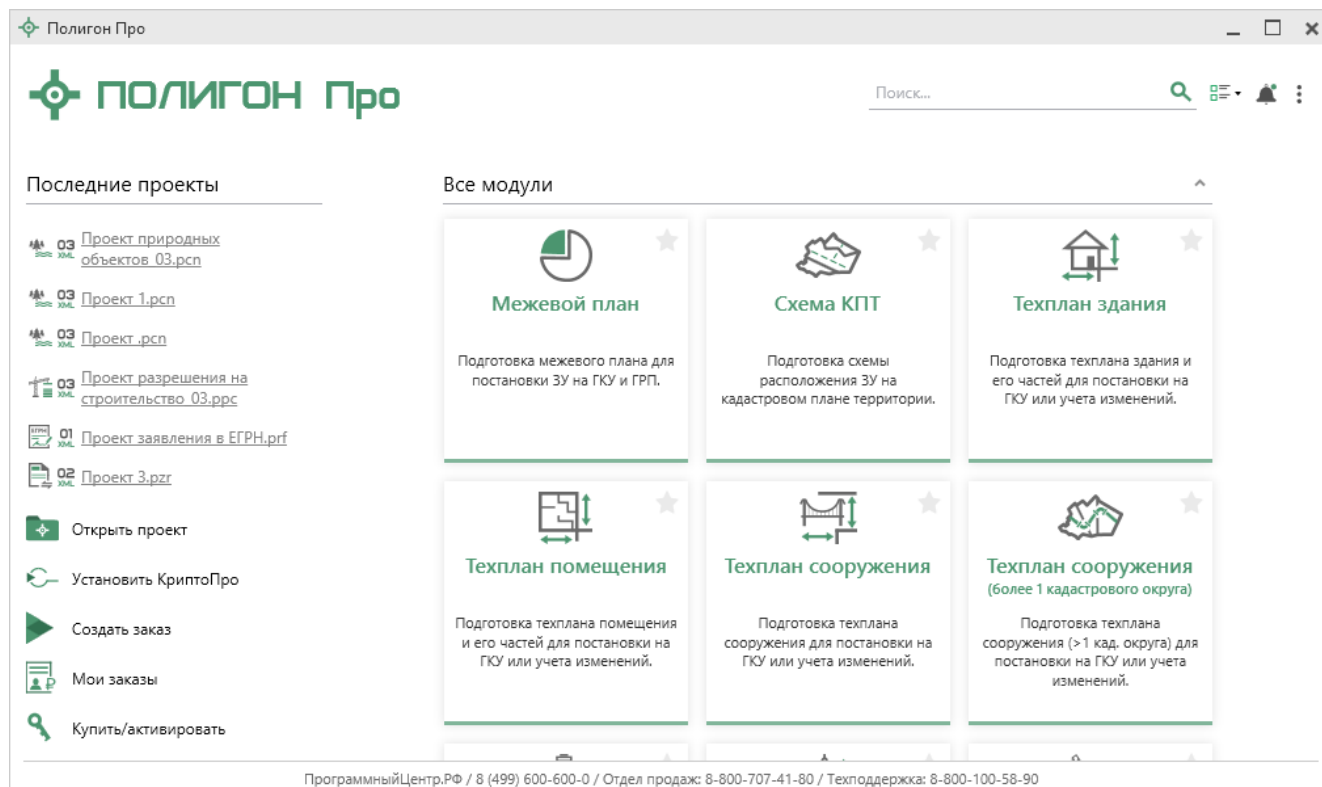 Полигон Про
ПОЛИГОН Про
Поиск...
Последние проекты
03
XML
Проект природных
объектов_03.pcn
03
XML
Проект 1.pcn
03
XML
Проект .pcn
03
XML
Проект разрешения на
строительство_03.ppc
ЕГРН
01
XML
Проект заявления в ЕГРН.prf
02
XML
Проект 3.pzr
Открыть проект
Установить КриптоПро
Создать заказ
Мои заказы
Купить/активировать
Все модули
Межевой план
Подготовка межевого плана для
постановки ЗУ на ГКУ и ГРП.
Схема КПТ
Подготовка схемы
расположения ЗУ на
кадастровом плане территории.
Техплан здания
Подготовка техплана здания и
его частей для постановки на
ГКУ или учета изменений.
Техплан помещения
Подготовка техплана помещения
и его частей для постановки на
ГКУ или учета изменений.
Техплан сооружения
Подготовка техплана
сооружения для постановки на
ГКУ или учета изменений.
Техплан сооружения
(более 1 кадастрового округа)
Подготовка техплана
сооружения (>1 кад. округа) для
постановки на ГКУ или учета
изменений.
ПрограммныйЦентр.РФ / 8 (499) 600-600-0 / Отдел продаж: 8-800-707-41-80 / Техподдержка: 8-800-100-58-90